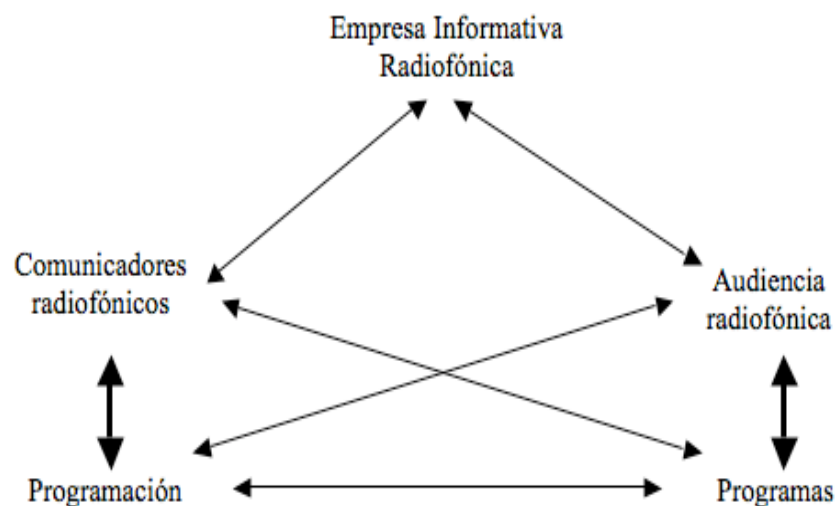 Empresa Informativa
Radiofónica
Comunicadores
radiofónicos
Audiencia
radiofónica
Programación
Programas